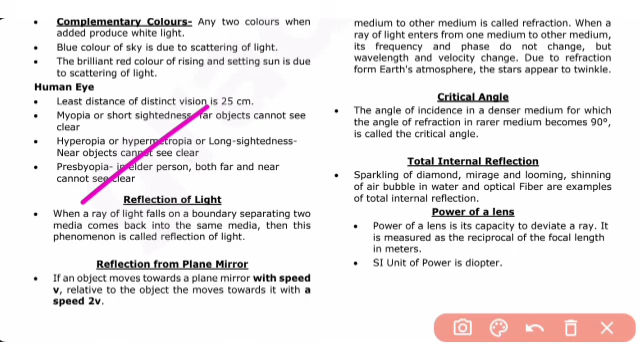 • Complementary Colours- Any two colours when
added produce white light.
• Blue colour of sky is due to scattering of light.
• The brilliant red colour of rising and setting sun is due
to scattering of light.
Human Eye
• Least distance of distinct vision is 25 cm.
• Myopia or short sightedness- far objects cannot see
clear
• Hyperopia or hypermetropia or Long-sightedness-
Near objects cannot see clear
• Presbyopia- in elder person, both far and near
cannot see clear
Reflection of Light
• When a ray of light falls on a boundary separating two
media comes back into the same media, then this
phenomenon is called reflection of light.
Reflection from Plane Mirror
• If an object moves towards a plane mirror with speed
v, relative to the object the moves towards it with a
speed 2v.
medium to other medium is called refraction. When a
ray of light enters from one medium to other medium,
its frequency and phase do not change, but
wavelength and velocity change. Due to refraction
form Earth's atmosphere, the stars appear to twinkle.
Critical Angle
• The angle of incidence in a denser medium for which
the angle of refraction in rarer medium becomes 90°,
is called the critical angle.
Total Internal Reflection
• Sparkling of diamond, mirage and looming, shinning
of air bubble in water and optical Fiber are examples
of total internal reflection.
Power of a lens
• Power of a lens is its capacity to deviate a ray. It
is measured as the reciprocal of the focal length
in meters.
• SI Unit of Power is diopter.